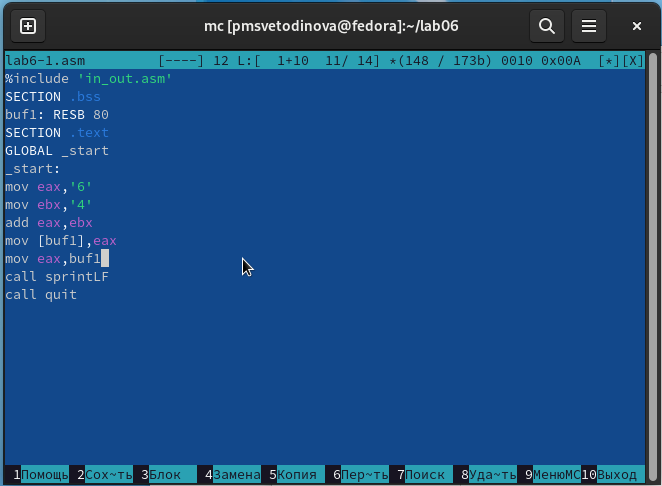 mc [pmsvetodinova@fedora]:~/lab06
lab6-1.asm [----] 12 L:[ 1+10 11/ 14] *(148 / 173b) 0010 0x00A [*][X]
%include 'in_out.asm'
SECTION .bss
buf1: RESB 80
SECTION .text
GLOBAL _start
_start:
mov eax,'6'
mov ebx,'4'
add eax,ebx
mov [buf1],eax
mov eax,buf1
call sprintLF
call quit
1Помощь 2Сох~ть 3Блок 4Замена 5Копия 6Пер~ть 7Поиск 8Уда~ть 9МенюMC 10Выход